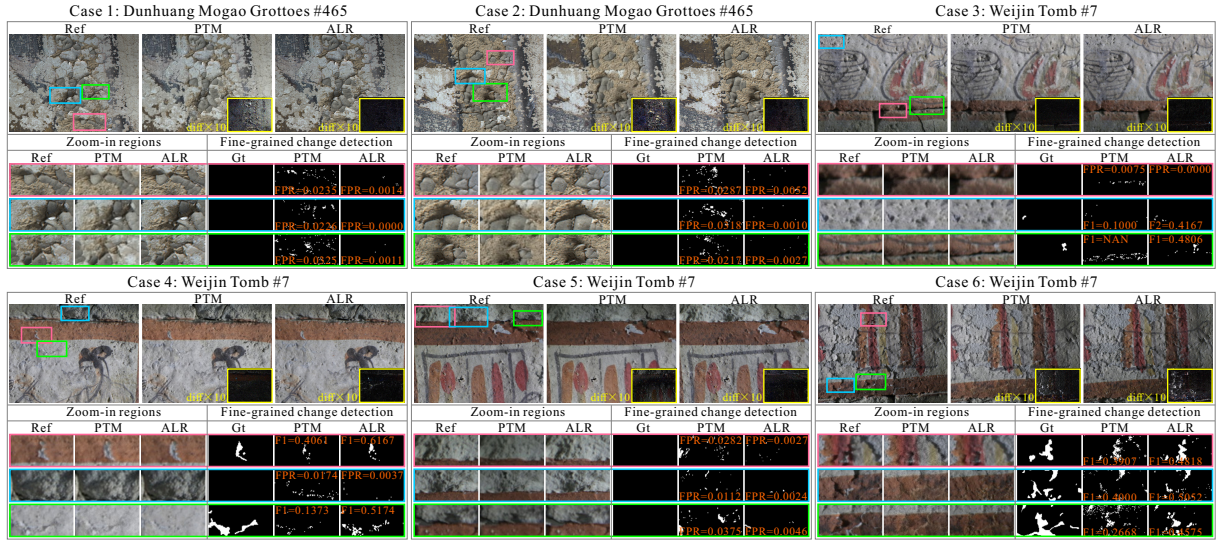 Case 1: Dunhuang Mogao Grottoes #465
Ref PTM ALR
diff×10 diff×10
Zoom-in regions Fine-grained change detection
Ref PTM ALR Gt PTM ALR
FPR=0.0235 FPR=0.0014
FPR=0.0226 FPR=0.0000
FPR=0.0325 FPR=0.0011
Case 2: Dunhuang Mogao Grottoes #465
Ref PTM ALR
diff×10 diff×10
Zoom-in regions Fine-grained change detection
Ref PTM ALR Gt PTM ALR
FPR=0.0287 FPR=0.0052
FPR=0.0318 FPR=0.0010
FPR=0.0217 FPR=0.0027
Case 3: Weijin Tomb #7
Ref PTM ALR
diff×10 diff×10
Zoom-in regions Fine-grained change detection
Ref PTM ALR Gt PTM ALR
FPR=0.0075 FPR=0.0000
F1=0.1000 F2=0.4167
F1=NAN F1=0.4806
Case 4: Weijin Tomb #7
Ref PTM ALR
diff×10 diff×10
Zoom-in regions Fine-grained change detection
Ref PTM ALR Gt PTM ALR
F1=0.4061 F1=0.6167
FPR=0.0174 FPR=0.0037
F1=0.1373 F1=0.5174
Case 5: Weijin Tomb #7
Ref PTM ALR
diff×10 diff×10
Zoom-in regions Fine-grained change detection
Ref PTM ALR Gt PTM ALR
FPR=0.0282 FPR=0.0027
FPR=0.0112 FPR=0.0024
FPR=0.0375 FPR=0.0046
Case 6: Weijin Tomb #7
Ref PTM ALR
diff×10 diff×10
Zoom-in regions Fine-grained change detection
Ref PTM ALR Gt PTM ALR
F1=0.3907 F1=0.4818
F1=0.4000 F1=0.5052
F1=0.2668